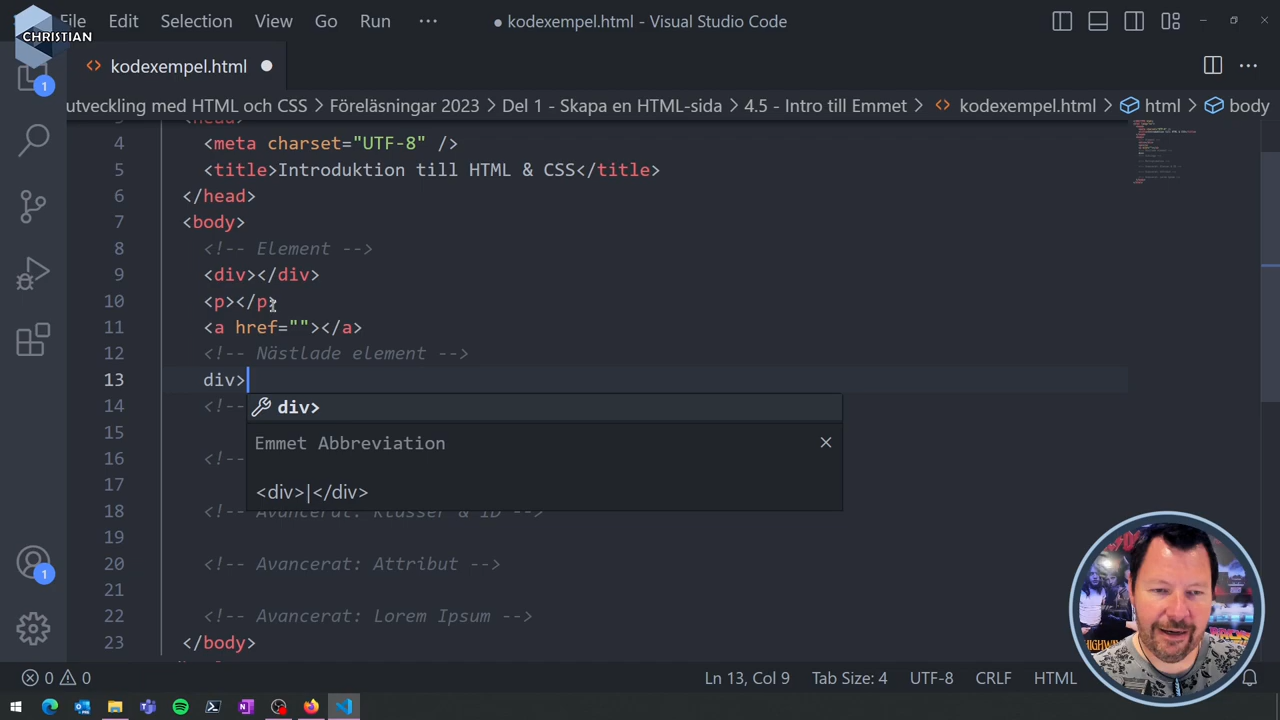 CHRISTIAN
File Edit Selection View Go Run ···
● kodexempel.html - Visual Studio Code
kodexempel.html
utveckling med HTML och CSS > Föreläsningar 2023 > Del 1 - Skapa en HTML-sida > 4.5 - Intro till Emmet > kodexempel.html > html > body
1
4 <meta charset="UTF-8" />
5 <title>Introduktion till HTML & CSS</title>
6 </head>
7 <body>
8 <!-- Element -->
9 <div></div>
10 <p></p>
11 <a href=""></a>
12 <!-- Nästlade element -->
13 div>
div>
14 <!--
15
Emmet Abbreviation
16 <!--
17
<div>|</div>
18 <!-- Avancerat: Klasser & ID -->
19
20 <!-- Avancerat: Attribut -->
21
22 <!-- Avancerat: Lorem Ipsum -->
23 </body>
1
0 0
Ln 13, Col 9 Tab Size: 4 UTF-8 CRLF HTML